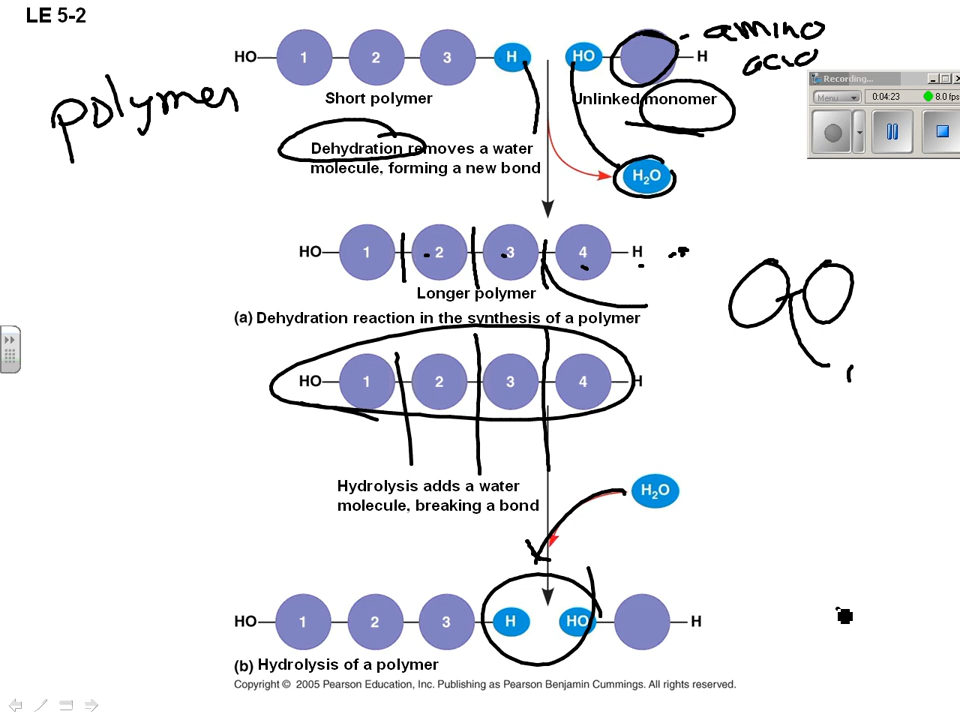 LE 5-2
HO 1 2 3 H HO H
amino
acid
Short polymer
Unlinked monomer
polymer
Recording...
Menu 0:04:23 8.0 fps
Dehydration removes a water
molecule, forming a new bond
H₂O
HO 1 2 3 4 H
Longer polymer
(a) Dehydration reaction in the synthesis of a polymer
HO 1 2 3 4 H
Hydrolysis adds a water
molecule, breaking a bond
H₂O
HO 1 2 3 H HO H
(b) Hydrolysis of a polymer
Copyright © 2005 Pearson Education, Inc. Publishing as Pearson Benjamin Cummings. All rights reserved.